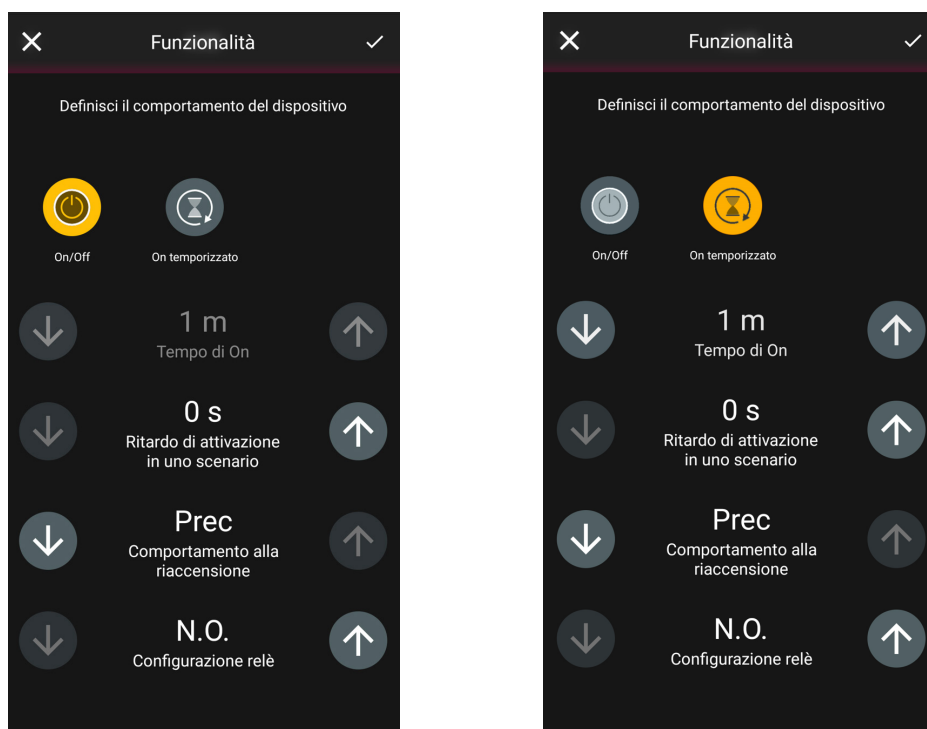 Funzionalità
Definisci il comportamento del dispositivo
On/Off
On temporizzato
1 m
Tempo di On
0 s
Ritardo di attivazione
in uno scenario
Prec
Comportamento alla
riaccensione
N.O.
Configurazione relè
Funzionalità
Definisci il comportamento del dispositivo
On/Off
On temporizzato
1 m
Tempo di On
0 s
Ritardo di attivazione
in uno scenario
Prec
Comportamento alla
riaccensione
N.O.
Configurazione relè